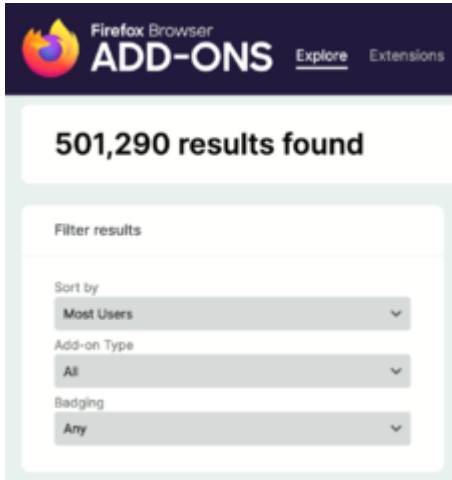 Firefox Browser
ADD-ONS
Explore Extensions
501,290 results found
Filter results
Sort by
Most Users
Add-on Type
All
Badging
Any